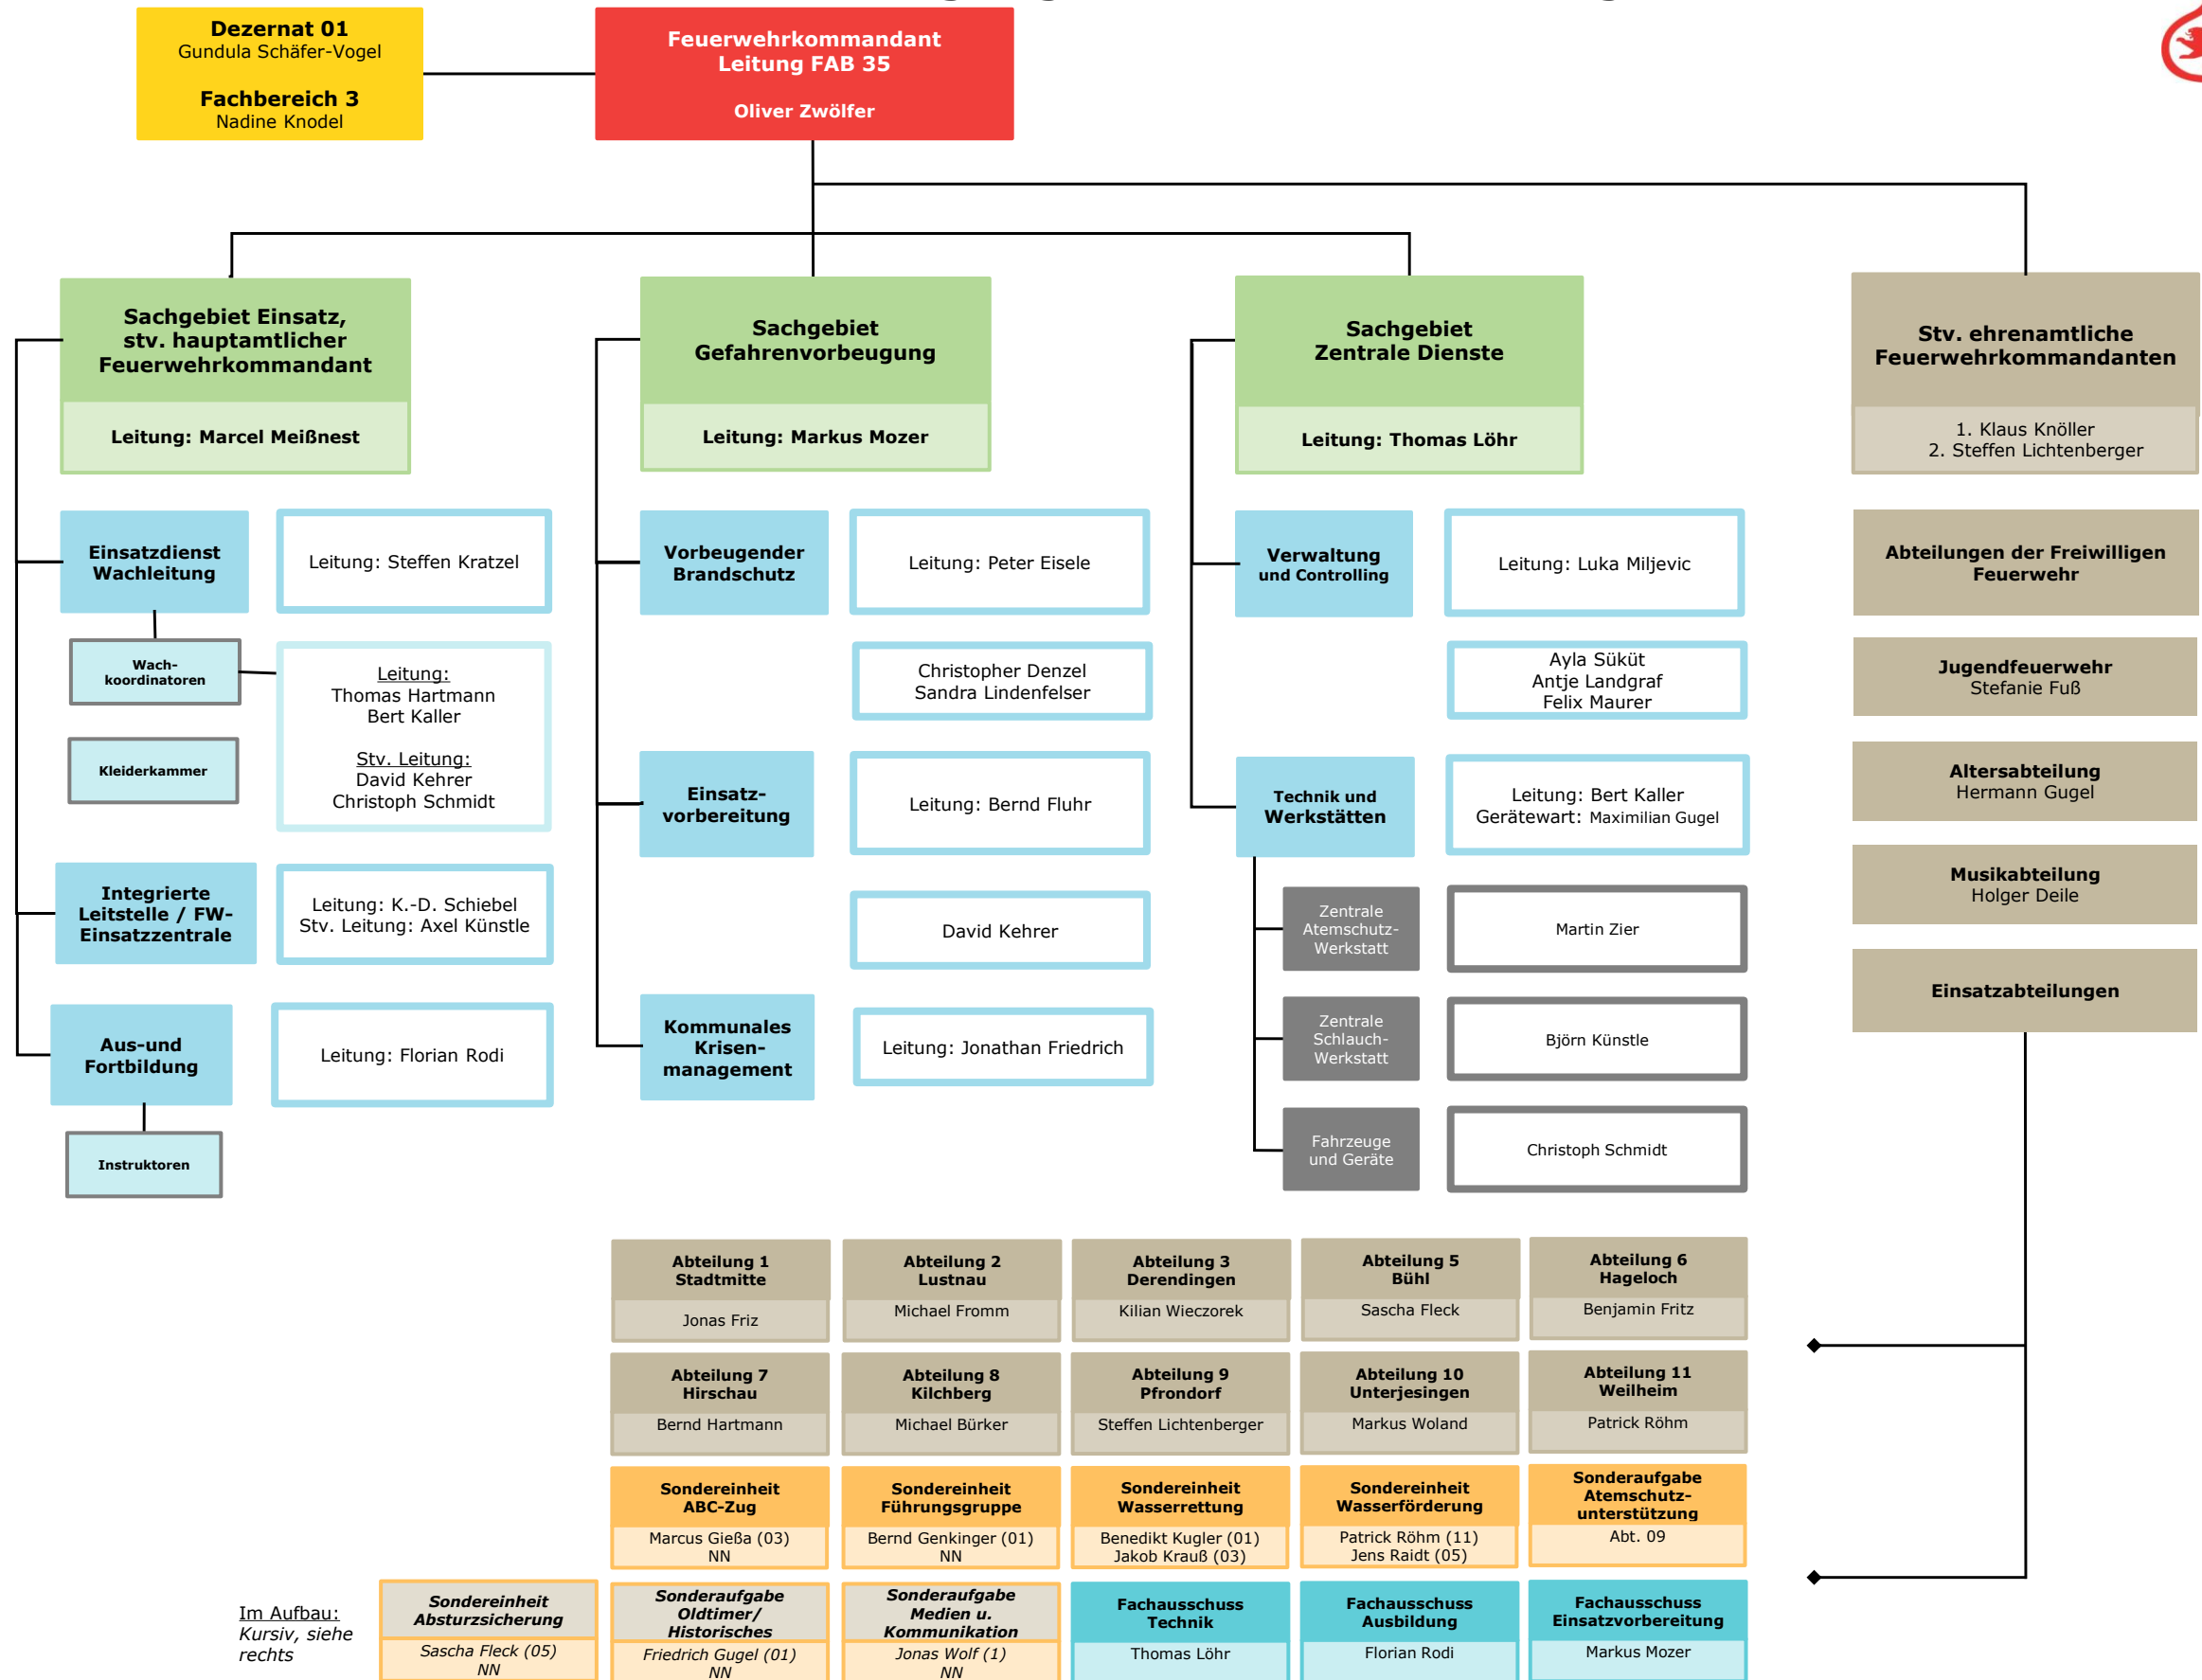 Dezernat 01
Gundula Schäfer-Vogel
Fachbereich 3
Nadine Knodel
Feuerwehrkommandant
Leitung FAB 35
Oliver Zwölfer
Sachgebiet Einsatz,
stv. hauptamtlicher
Feuerwehrkommandant
Leitung: Marcel Meißnest
Sachgebiet
Gefahrenvorbeugung
Leitung: Markus Mozer
Sachgebiet
Zentrale Dienste
Leitung: Thomas Löhr
Stv. ehrenamtliche
Feuerwehrkommandanten
1. Klaus Knöller
2. Steffen Lichtenberger
Einsatzdienst
Wachleitung
Leitung: Steffen Kratzel
Wach-
koordinatoren
Leitung:
Thomas Hartmann
Bert Kaller
Stv. Leitung:
David Kehrer
Christoph Schmidt
Kleiderkammer
Integrierte
Leitstelle / FW-
Einsatzzentrale
Leitung: K.-D. Schiebel
Stv. Leitung: Axel Künstle
Aus-und
Fortbildung
Leitung: Florian Rodi
Instruktoren
Vorbeugender
Brandschutz
Leitung: Peter Eisele
Christopher Denzel
Sandra Lindenfelser
Einsatz-
vorbereitung
Leitung: Bernd Fluhr
David Kehrer
Kommunales
Krisen-
management
Leitung: Jonathan Friedrich
Verwaltung
und Controlling
Leitung: Luka Miljevic
Ayla Süküt
Antje Landgraf
Felix Maurer
Technik und
Werkstätten
Leitung: Bert Kaller
Gerätewart: Maximilian Gugel
Zentrale
Atemschutz-
Werkstatt
Martin Zier
Zentrale
Schlauch-
Werkstatt
Björn Künstle
Fahrzeuge
und Geräte
Christoph Schmidt
Abteilungen der Freiwilligen
Feuerwehr
Jugendfeuerwehr
Stefanie Fuß
Altersabteilung
Hermann Gugel
Musikabteilung
Holger Deile
Einsatzabteilungen
Abteilung 1
Stadtmitte
Jonas Friz
Abteilung 2
Lustnau
Michael Fromm
Abteilung 3
Derendingen
Kilian Wieczorek
Abteilung 5
Bühl
Sascha Fleck
Abteilung 6
Hageloch
Benjamin Fritz
Abteilung 7
Hirschau
Bernd Hartmann
Abteilung 8
Kilchberg
Michael Bürker
Abteilung 9
Pfrondorf
Steffen Lichtenberger
Abteilung 10
Unterjesingen
Markus Woland
Abteilung 11
Weilheim
Patrick Röhm
Sondereinheit
ABC-Zug
Marcus Gießa (03)
NN
Sondereinheit
Führungsgruppe
Bernd Genkinger (01)
NN
Sondereinheit
Wasserrettung
Benedikt Kugler (01)
Jakob Krauß (03)
Sondereinheit
Wasserförderung
Patrick Röhm (11)
Jens Raidt (05)
Sonderaufgabe
Atemschutz-
unterstützung
Abt. 09
Im Aufbau:
Kursiv, siehe
rechts
Sondereinheit
Absturzsicherung
Sascha Fleck (05)
NN
Sonderaufgabe
Oldtimer/
Historisches
Friedrich Gugel (01)
NN
Sonderaufgabe
Medien u.
Kommunikation
Jonas Wolf (1)
NN
Fachausschuss
Technik
Thomas Löhr
Fachausschuss
Ausbildung
Florian Rodi
Fachausschuss
Einsatzvorbereitung
Markus Mozer